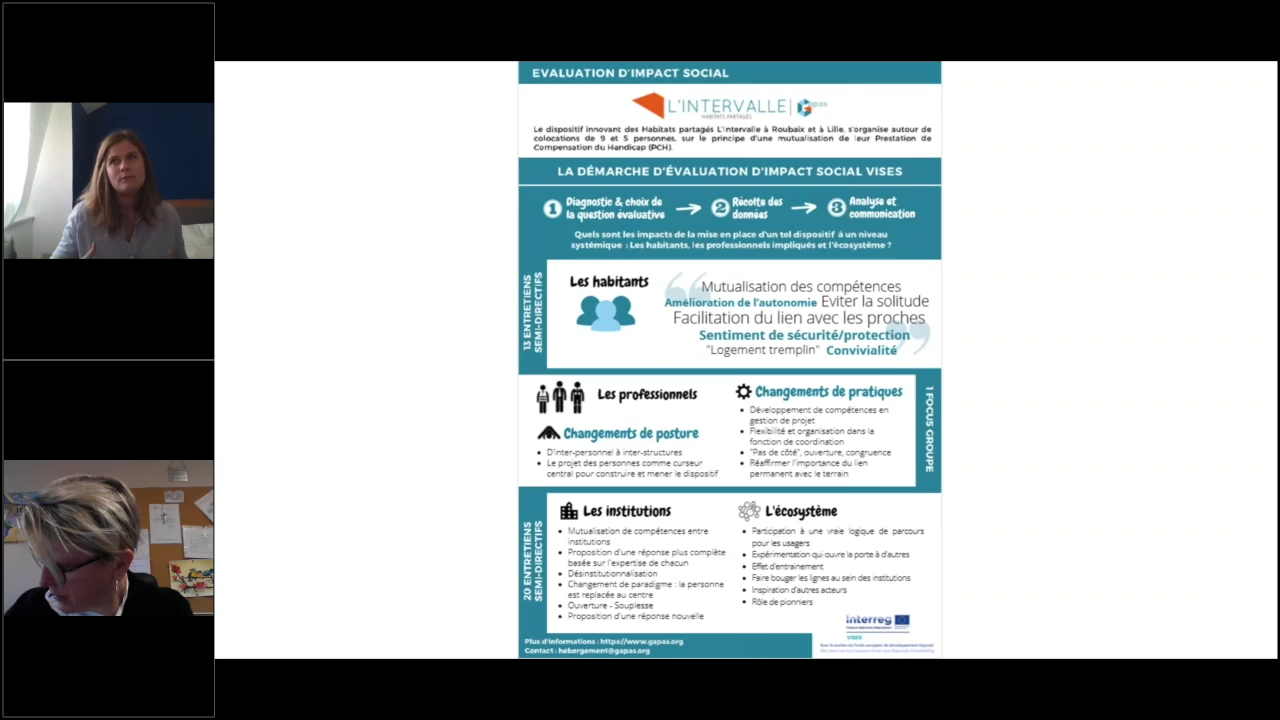 EVALUATION D'IMPACT SOCIAL
L'INTERVALLE | gapas
HABITATS PARTAGÉS
Le dispositif innovant des Habitats partagés L'Intervalle à Roubaix et à Lille, s'organise autour de
colocations de 9 et 5 personnes, sur le principe d'une mutualisation de leur Prestation de
Compensation du Handicap (PCH).
LA DÉMARCHE D'ÉVALUATION D'IMPACT SOCIAL VISES
1 Diagnostic & choix de
la question évaluative
2 Récolte des
données
3 Analyse et
communication
Quels sont les impacts de la mise en place d'un tel dispositif à un niveau
systémique : Les habitants, les professionnels impliqués et l'écosystème ?
13 ENTRETIENS
SEMI-DIRECTIFS
Les habitants
Mutualisation des compétences
Amélioration de l'autonomie Eviter la solitude
Facilitation du lien avec les proches
Sentiment de sécurité/protection
"Logement tremplin" Convivialité
Les professionnels
Changements de posture
• D'inter-personnel à inter-structures
• Le projet des personnes comme curseur
central pour construire et mener le dispositif
Changements de pratiques
• Développement de compétences en
gestion de projet
• Flexibilité et organisation dans la
fonction de coordination
• "Pas de côté", ouverture, congruence
• Réaffirmer l'importance du lien
permanent avec le terrain
1 FOCUS GROUPE
20 ENTRETIENS
SEMI-DIRECTIFS
Les institutions
• Mutualisation de compétences entre
institutions
• Proposition d'une réponse plus complète
basée sur l'expertise de chacun
• Désinstitutionnalisation
• Changement de paradigme : la personne
est replacée au centre
• Ouverture - Souplesse
• Proposition d'une réponse nouvelle
L'écosystème
• Participation à une vraie logique de parcours
pour les usagers
• Expérimentation qui ouvre la porte à d'autres
• Effet d'entrainement
• Faire bouger les lignes au sein des institutions
• Inspiration d'autres acteurs
• Rôle de pionniers
Interreg
VISES
Avec le soutien du Fonds européen de développement régional
Plus d'informations : https://www.gapas.org
Contact : hebergement@gapas.org